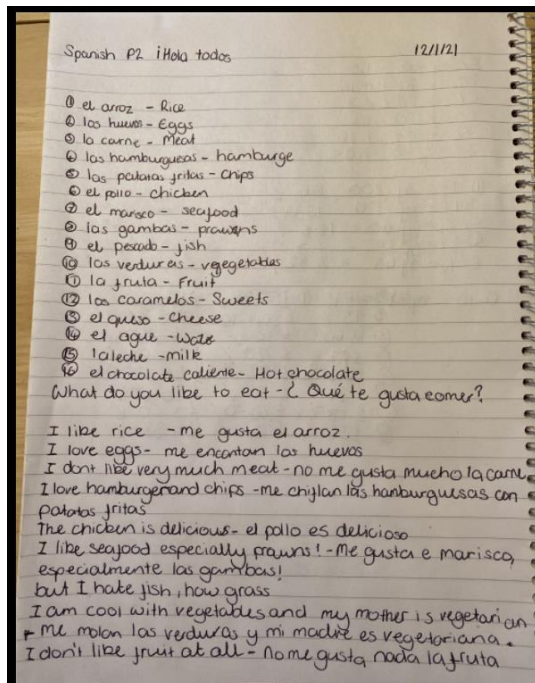 Spanish P2 ¡Hola todos 12/1/21
① el arroz - Rice
② los huevos - Eggs
③ la carne - Meat
④ las hamburgueas - hamburge
⑤ las patatas fritas - Chips
⑥ el pollo - chicken
⑦ el marisco - seafood
⑧ las gambas - prawns
⑨ el pescado - fish
⑩ las verduras - vegegetables
⑪ la fruta - Fruit
⑫ los caramelos - Sweets
⑬ el queso - Cheese
⑭ el ague -
⑮ la leche - milk
⑯ el chocolate caliente - Hot chocolate
What do you like to eat - ¿Qué te gusta comer?
I like rice - me gusta el arroz.
I love eggs - me encantan los huevos
I dont like very much meat - no me gusta mucho la carne
I love hamburger and chips - me chiflan las hamburguesas con
patatas fritas
The chicken is delicious - el pollo es delicioso
I like seafood especially prawns! - Me gusta e marisco,
especialmente las gambas!
but I hate fish, how grass
I am cool with vegetables and my mother is vegetarian
- me molan las verduras y mi madre es vegetariana.
I don't like fruit at all - no me gusta nada la fruta